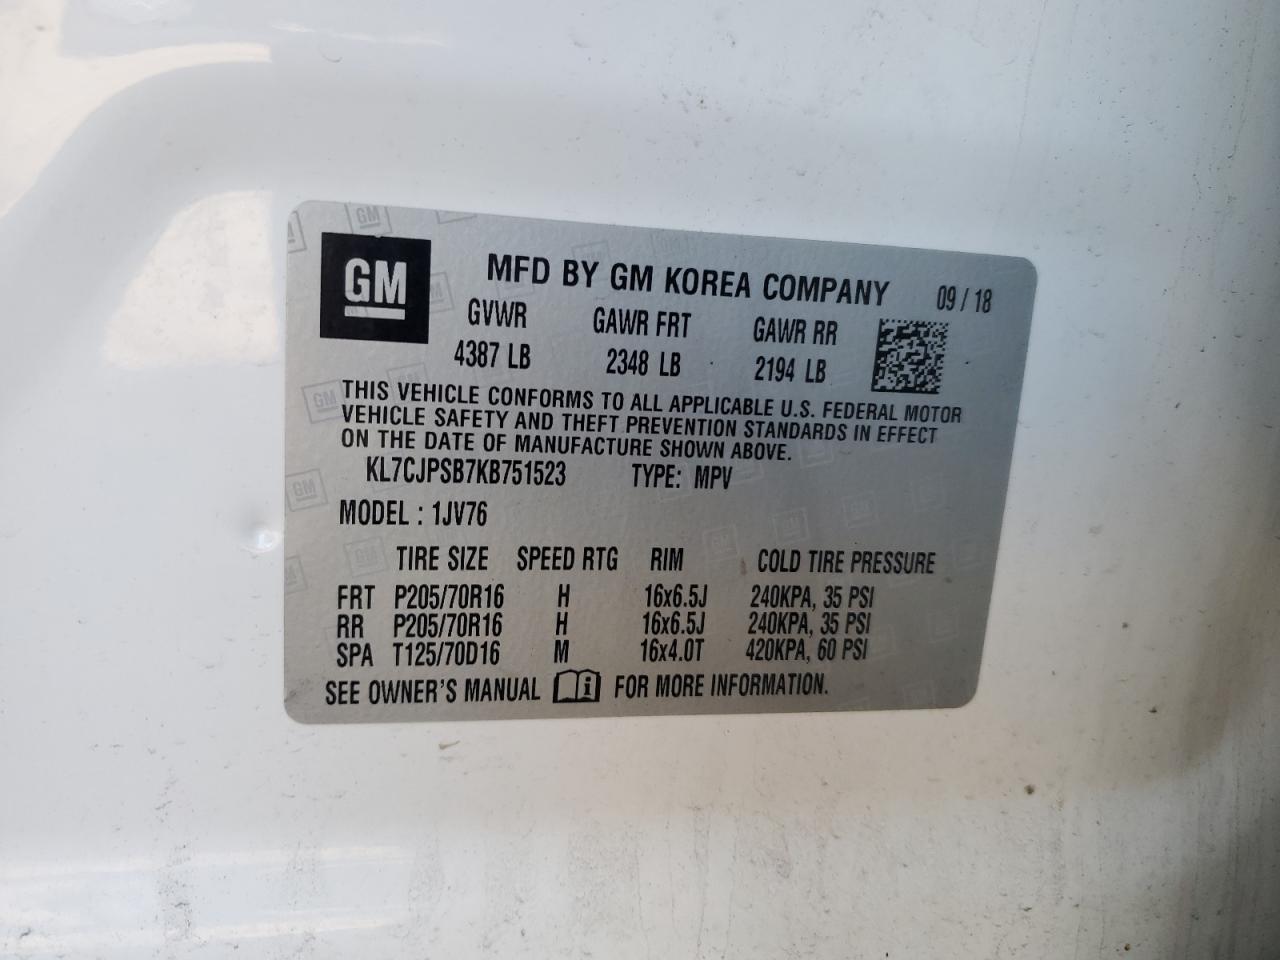 GM
MFD BY GM KOREA COMPANY 09 / 18
GVWR GAWR FRT GAWR RR
4387 LB 2348 LB 2194 LB
THIS VEHICLE CONFORMS TO ALL APPLICABLE U.S. FEDERAL MOTOR
VEHICLE SAFETY AND THEFT PREVENTION STANDARDS IN EFFECT
ON THE DATE OF MANUFACTURE SHOWN ABOVE.
KL7CJPSB7KB751523 TYPE: MPV
MODEL : 1JV76
TIRE SIZE SPEED RTG RIM COLD TIRE PRESSURE
FRT P205/70R16 H 16x6.5J 240KPA, 35 PSI
RR P205/70R16 H 16x6.5J 240KPA, 35 PSI
SPA T125/70D16 M 16x4.0T 420KPA, 60 PSI
SEE OWNER'S MANUAL i FOR MORE INFORMATION.